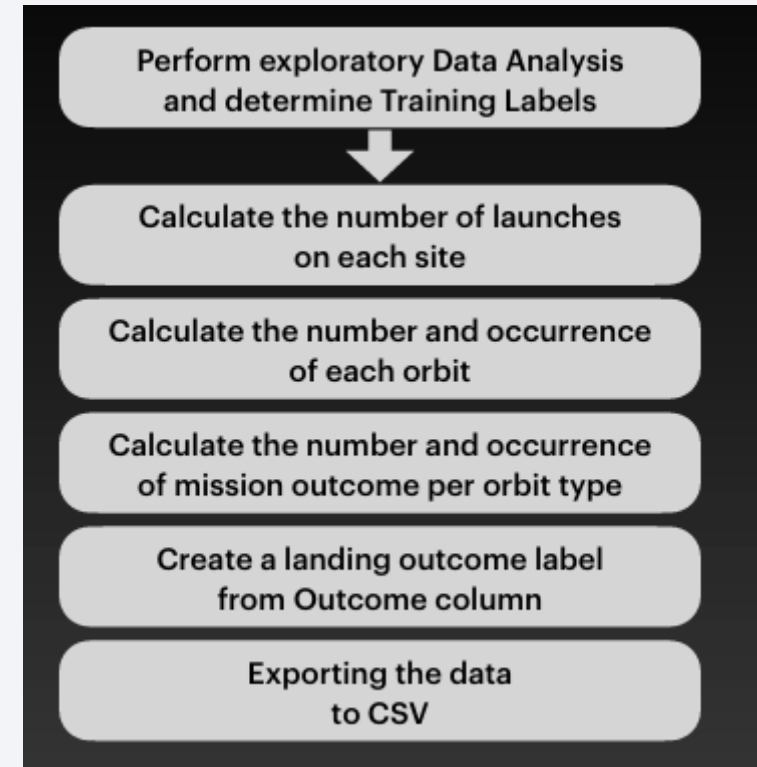 Perform exploratory Data Analysis
and determine Training Labels
Calculate the number of launches
on each site
Calculate the number and occurrence
of each orbit
Calculate the number and occurrence
of mission outcome per orbit type
Create a landing outcome label
from Outcome column
Exporting the data
to CSV